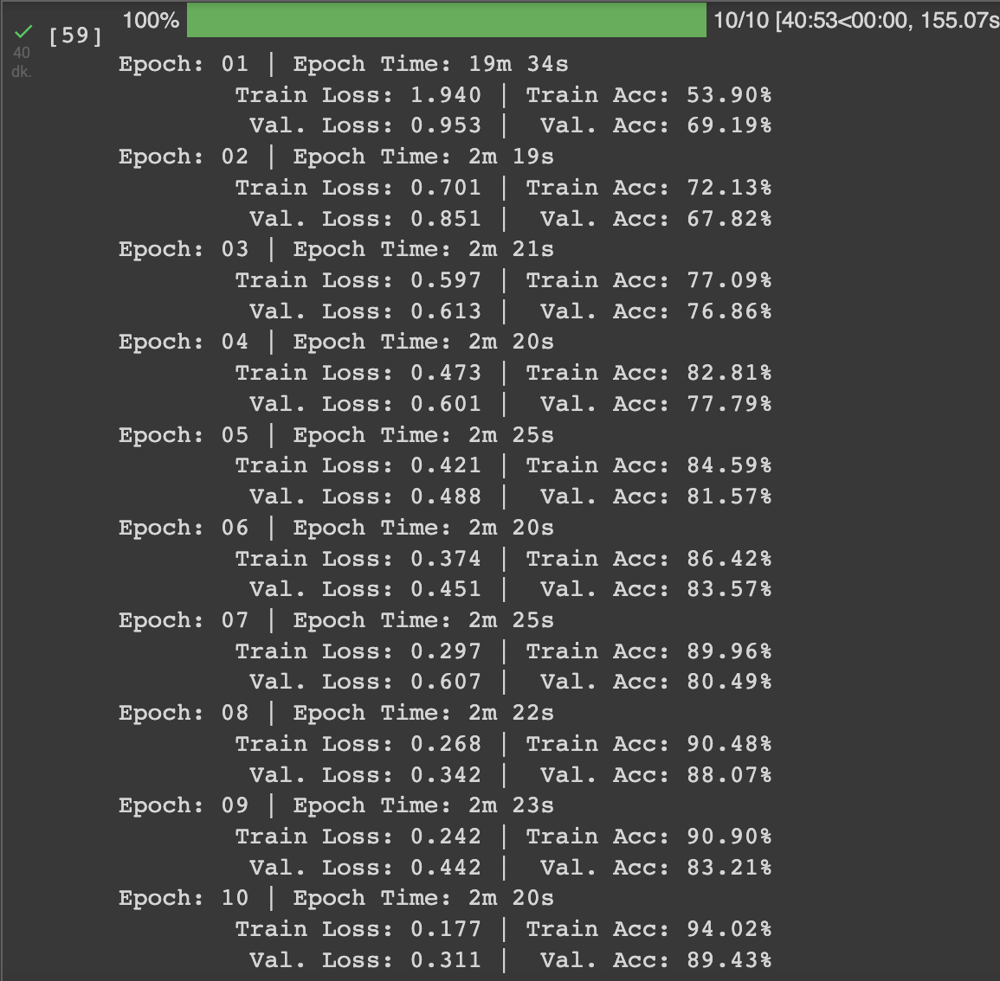 100% 10/10 [40:53<00:00, 155.07s
[59]
40
dk.
Epoch: 01 | Epoch Time: 19m 34s
Train Loss: 1.940 | Train Acc: 53.90%
Val. Loss: 0.953 | Val. Acc: 69.19%
Epoch: 02 | Epoch Time: 2m 19s
Train Loss: 0.701 | Train Acc: 72.13%
Val. Loss: 0.851 | Val. Acc: 67.82%
Epoch: 03 | Epoch Time: 2m 21s
Train Loss: 0.597 | Train Acc: 77.09%
Val. Loss: 0.613 | Val. Acc: 76.86%
Epoch: 04 | Epoch Time: 2m 20s
Train Loss: 0.473 | Train Acc: 82.81%
Val. Loss: 0.601 | Val. Acc: 77.79%
Epoch: 05 | Epoch Time: 2m 25s
Train Loss: 0.421 | Train Acc: 84.59%
Val. Loss: 0.488 | Val. Acc: 81.57%
Epoch: 06 | Epoch Time: 2m 20s
Train Loss: 0.374 | Train Acc: 86.42%
Val. Loss: 0.451 | Val. Acc: 83.57%
Epoch: 07 | Epoch Time: 2m 25s
Train Loss: 0.297 | Train Acc: 89.96%
Val. Loss: 0.607 | Val. Acc: 80.49%
Epoch: 08 | Epoch Time: 2m 22s
Train Loss: 0.268 | Train Acc: 90.48%
Val. Loss: 0.342 | Val. Acc: 88.07%
Epoch: 09 | Epoch Time: 2m 23s
Train Loss: 0.242 | Train Acc: 90.90%
Val. Loss: 0.442 | Val. Acc: 83.21%
Epoch: 10 | Epoch Time: 2m 20s
Train Loss: 0.177 | Train Acc: 94.02%
Val. Loss: 0.311 | Val. Acc: 89.43%